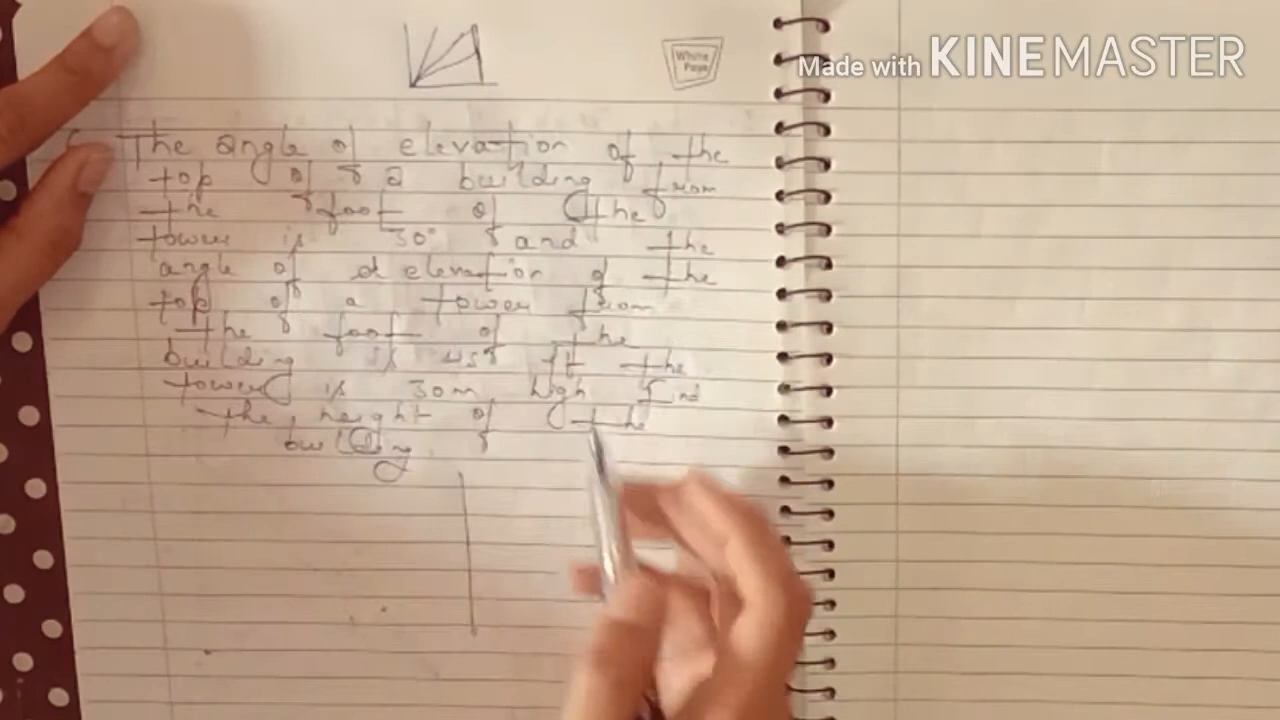 Made with KINEMASTER
White Page
The angle of elevation of the
top of a building from
the foot of the
tower is 30° and the
angle of elevation of the
top of a tower from
the foot of the
building is 45° If the
tower is 30m high Find
the height of the
building